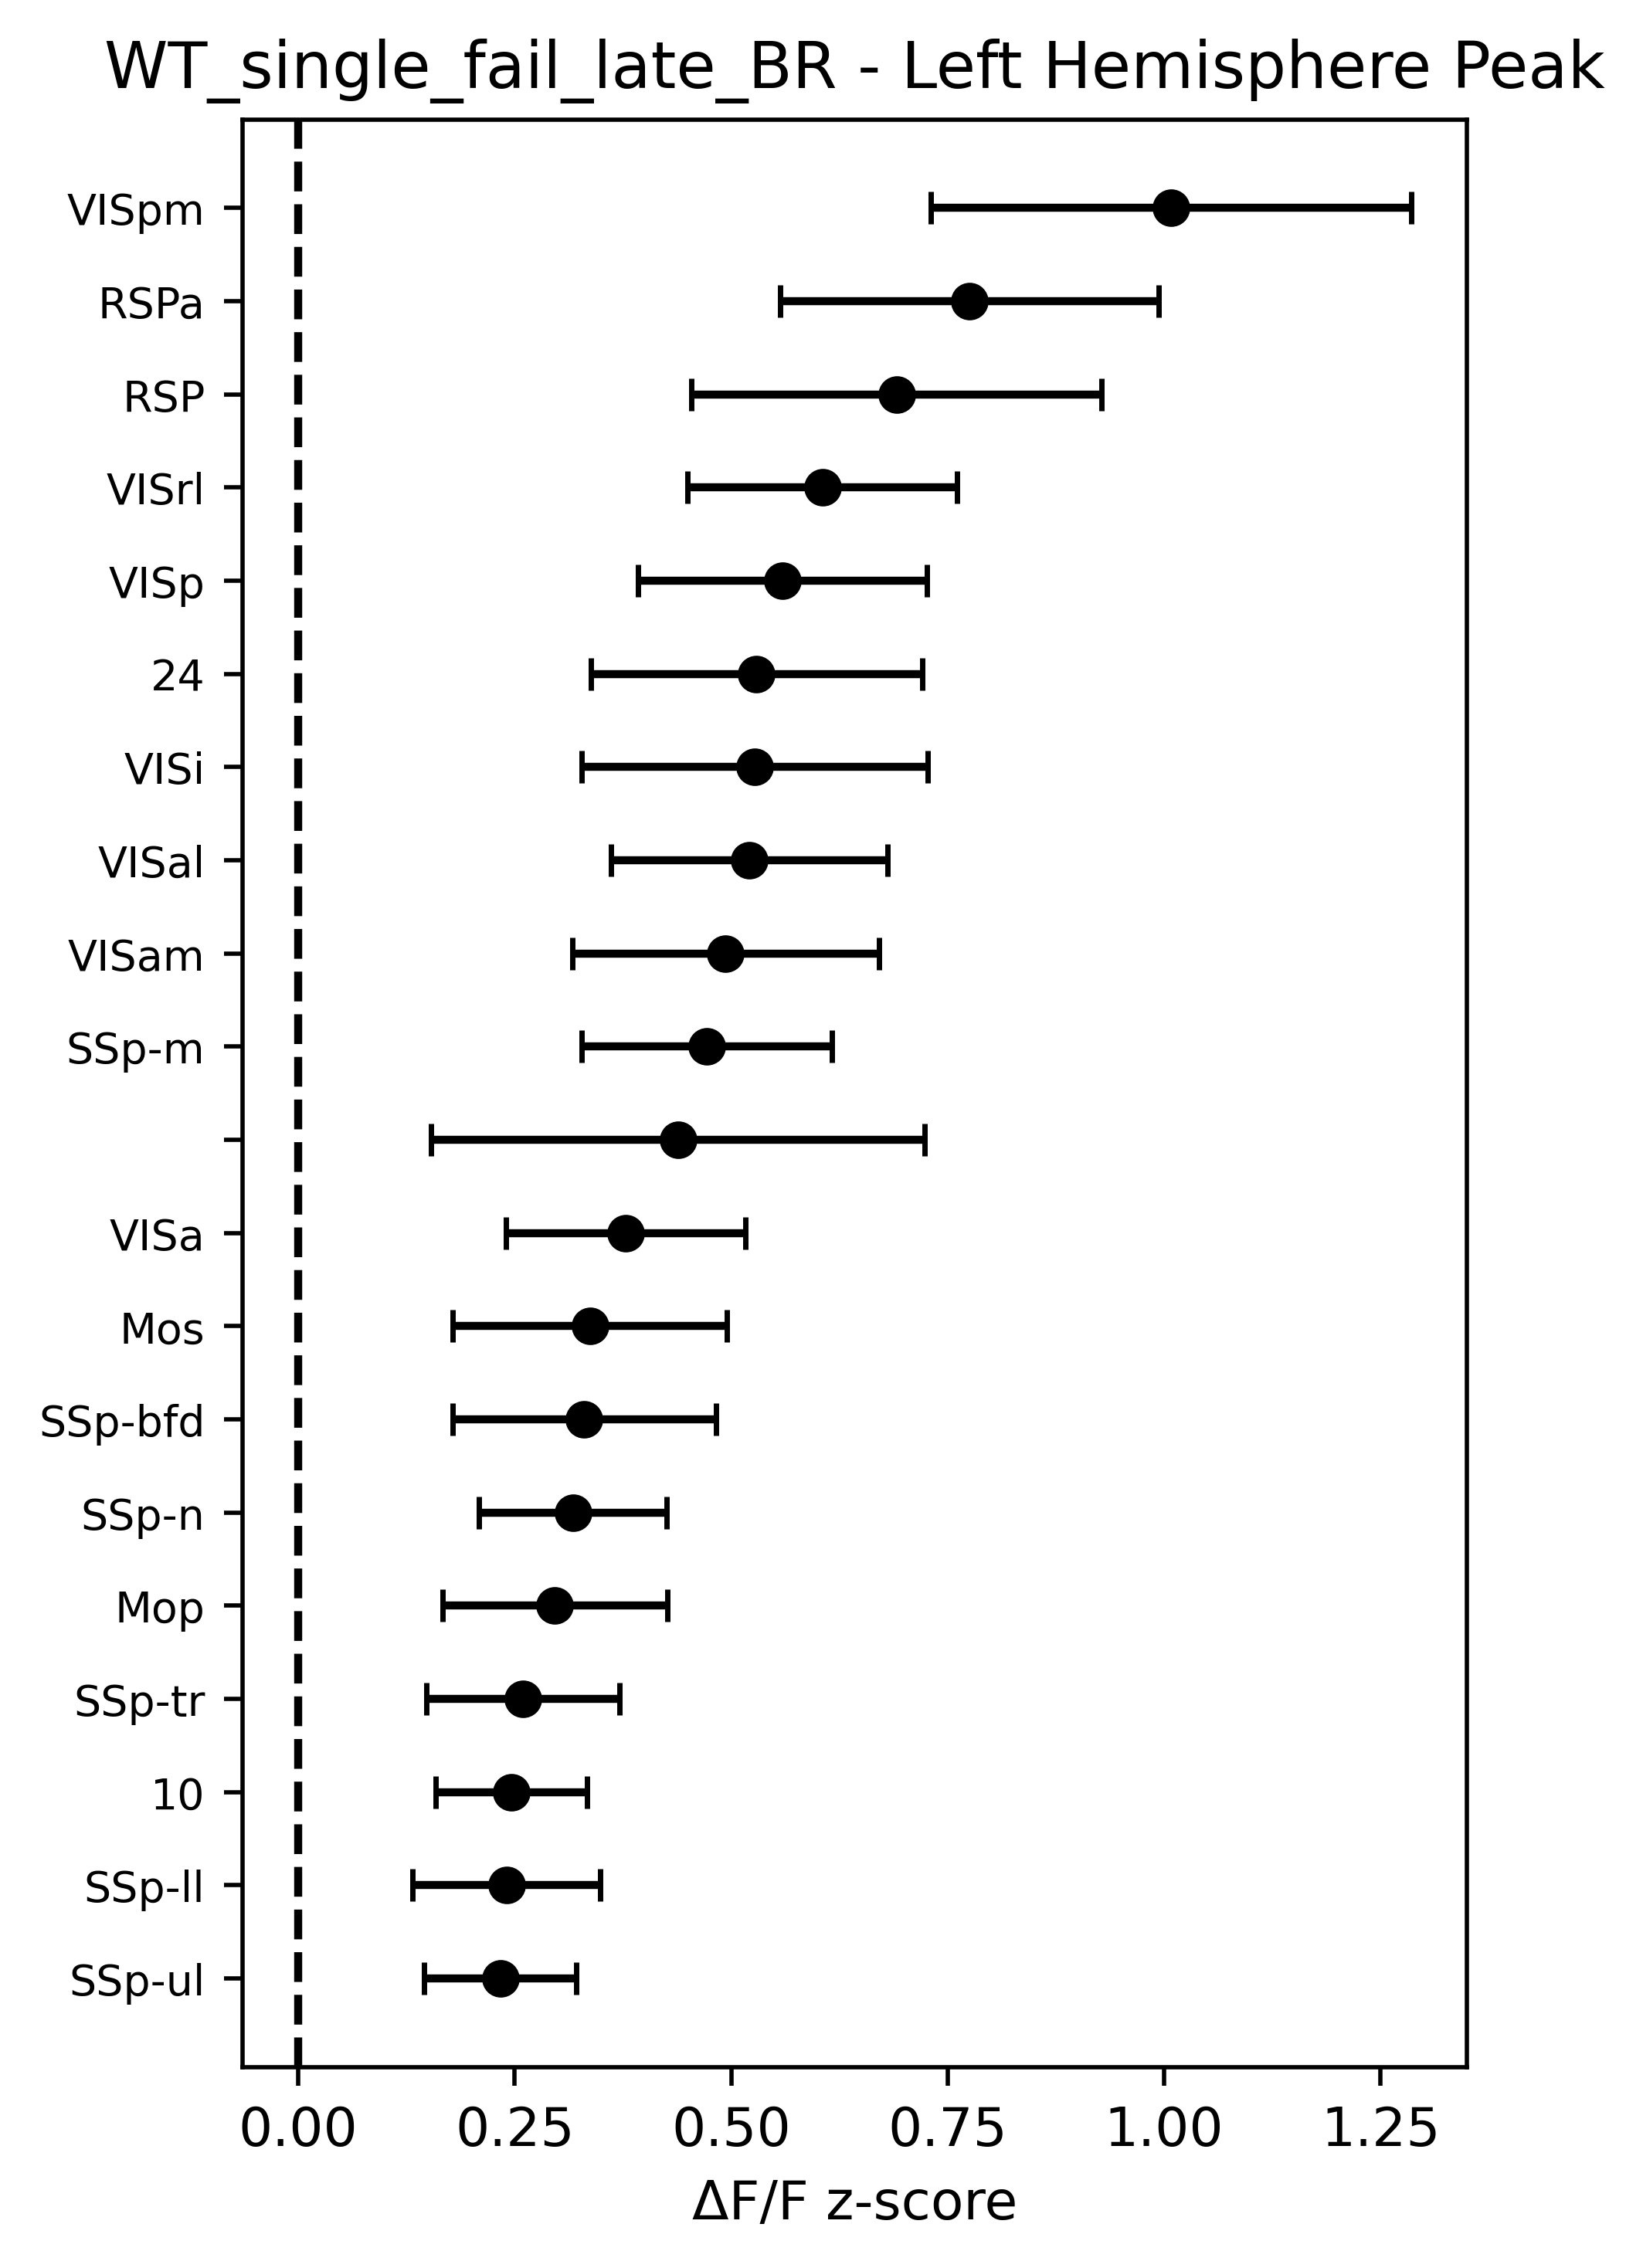 WT_single_fail_late_BR - Left Hemisphere Peak
VISpm
RSPa
RSP
VISrl
VISp
24
VISi
VISal
VISam
SSp-m
VISa
Mos
SSp-bfd
SSp-n
Mop
SSp-tr
10
SSp-ll
SSp-ul
0.00 0.25 0.50 0.75 1.00 1.25
ΔF/F z-score